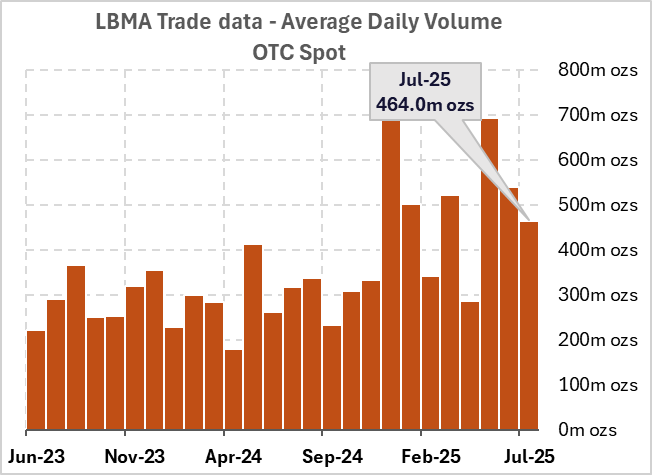 LBMA Trade data - Average Daily Volume
OTC Spot
Jul-25
464.0m ozs
800m ozs
700m ozs
600m ozs
500m ozs
400m ozs
300m ozs
200m ozs
100m ozs
0m ozs
Jun-23 Nov-23 Apr-24 Sep-24 Feb-25 Jul-25